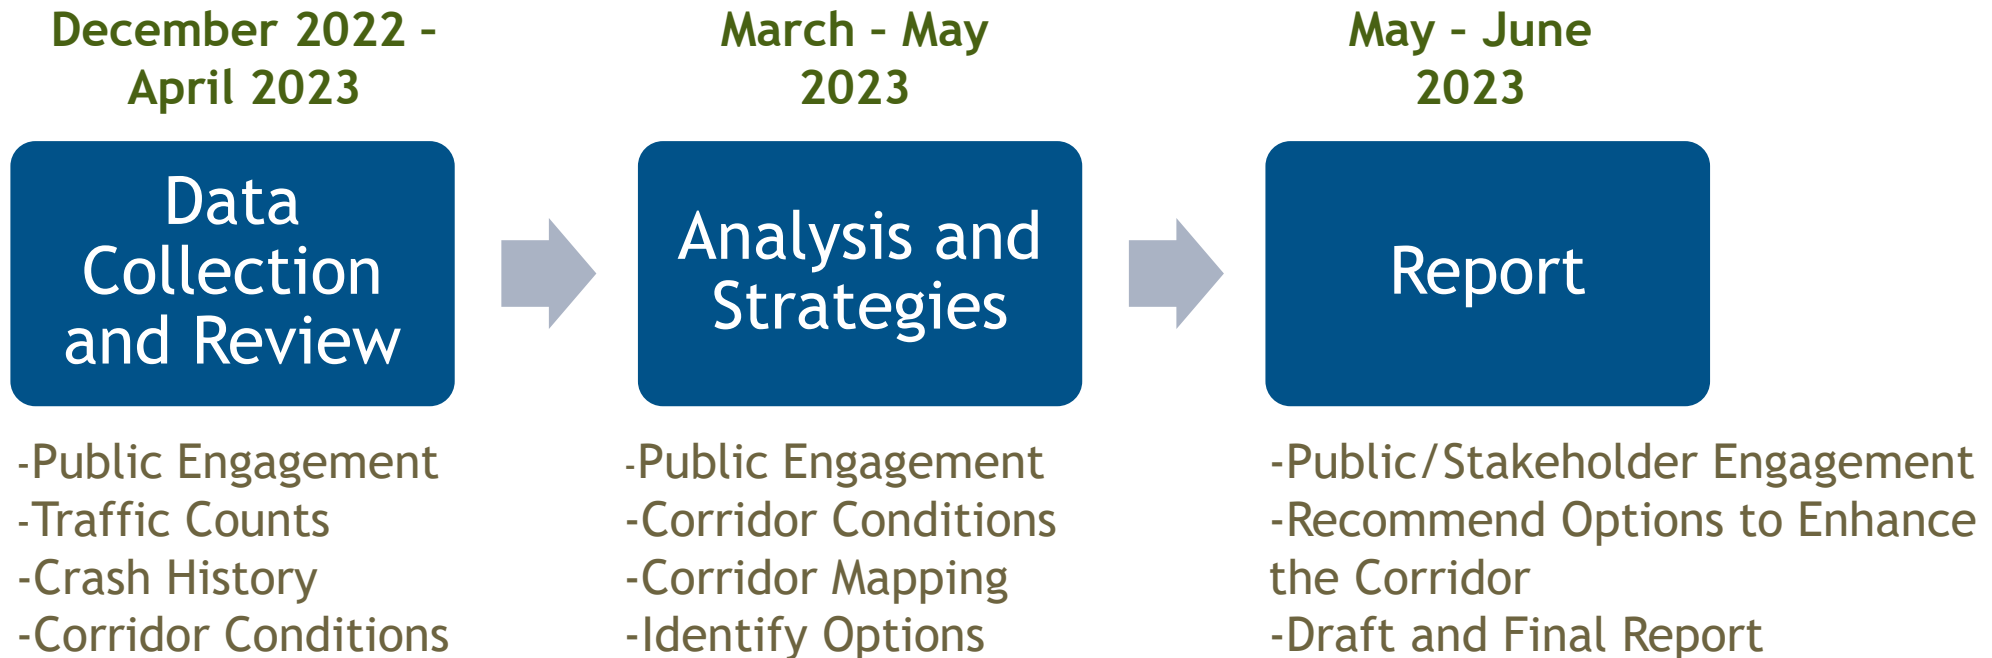 December 2022 –
April 2023
Data
Collection
and Review
-Public Engagement
-Traffic Counts
-Crash History
-Corridor Conditions
March – May
2023
Analysis and
Strategies
-Public Engagement
-Corridor Conditions
-Corridor Mapping
-Identify Options
May – June
2023
Report
-Public/Stakeholder Engagement
-Recommend Options to Enhance
the Corridor
-Draft and Final Report